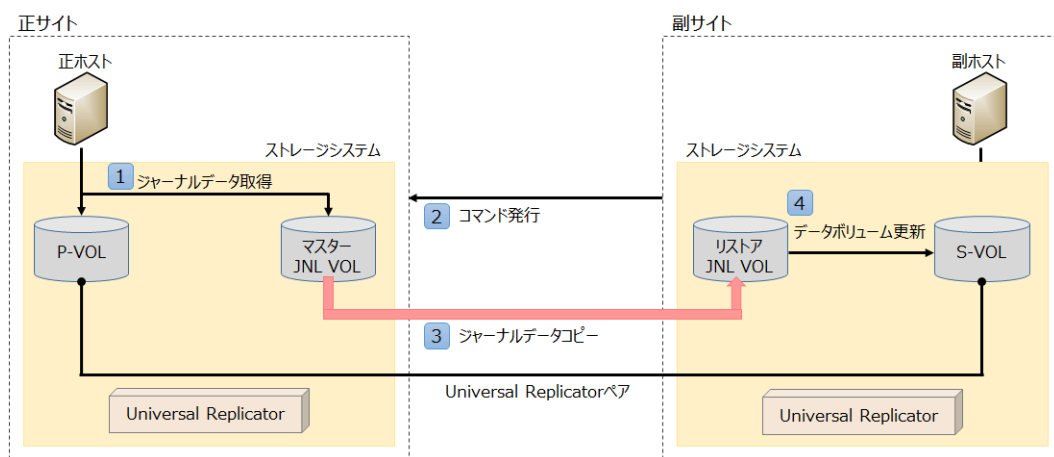 正サイト
副サイト
正ホスト
副ホスト
ストレージシステム
ストレージシステム
1 ジャーナルデータ取得
2 コマンド発行
4
データボリューム更新
P-VOL
マスター
JNL VOL
リストア
JNL VOL
S-VOL
3 ジャーナルデータコピー
Universal Replicatorペア
Universal Replicator
Universal Replicator